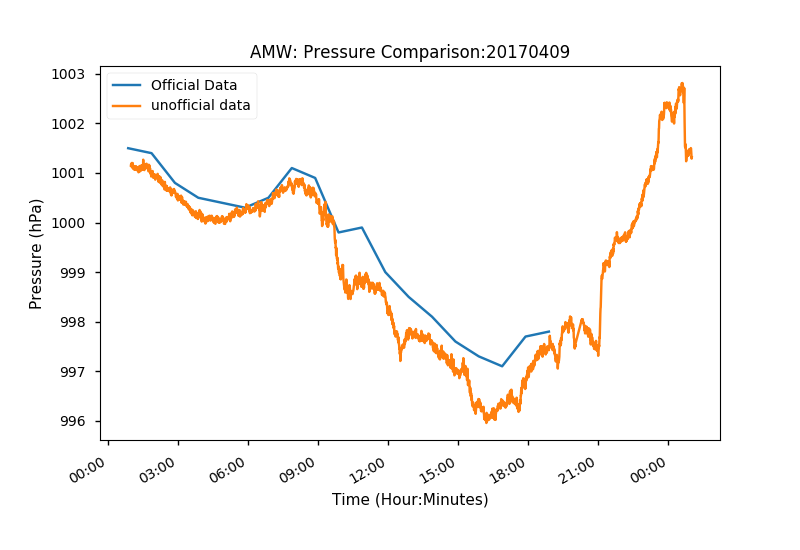 AMW: Pressure Comparison:20170409
Official Data
unofficial data
1003
1002
1001
1000
999
998
997
996
Pressure (hPa)
00:00 03:00 06:00 09:00 12:00 15:00 18:00 21:00 00:00
Time (Hour:Minutes)